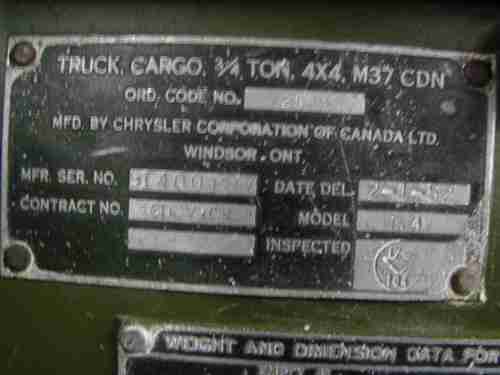 TRUCK, CARGO, 3/4 TON, 4X4, M37 CDN
ORD. CODE NO.
MFD. BY CHRYSLER CORPORATION OF CANADA LTD.
WINDSOR - ONT.
MFR. SER. NO. DATE DEL.
CONTRACT NO. MODEL
INSPECTED
WEIGHT AND DIMENSION DATA FOR